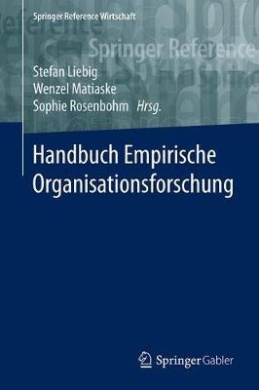 Springer Reference Wirtschaft
Springer Reference
Stefan Liebig
Wenzel Matiaske
Sophie Rosenbohm Hrsg.
Handbuch Empirische
Organisationsforschung
Springer Gabler